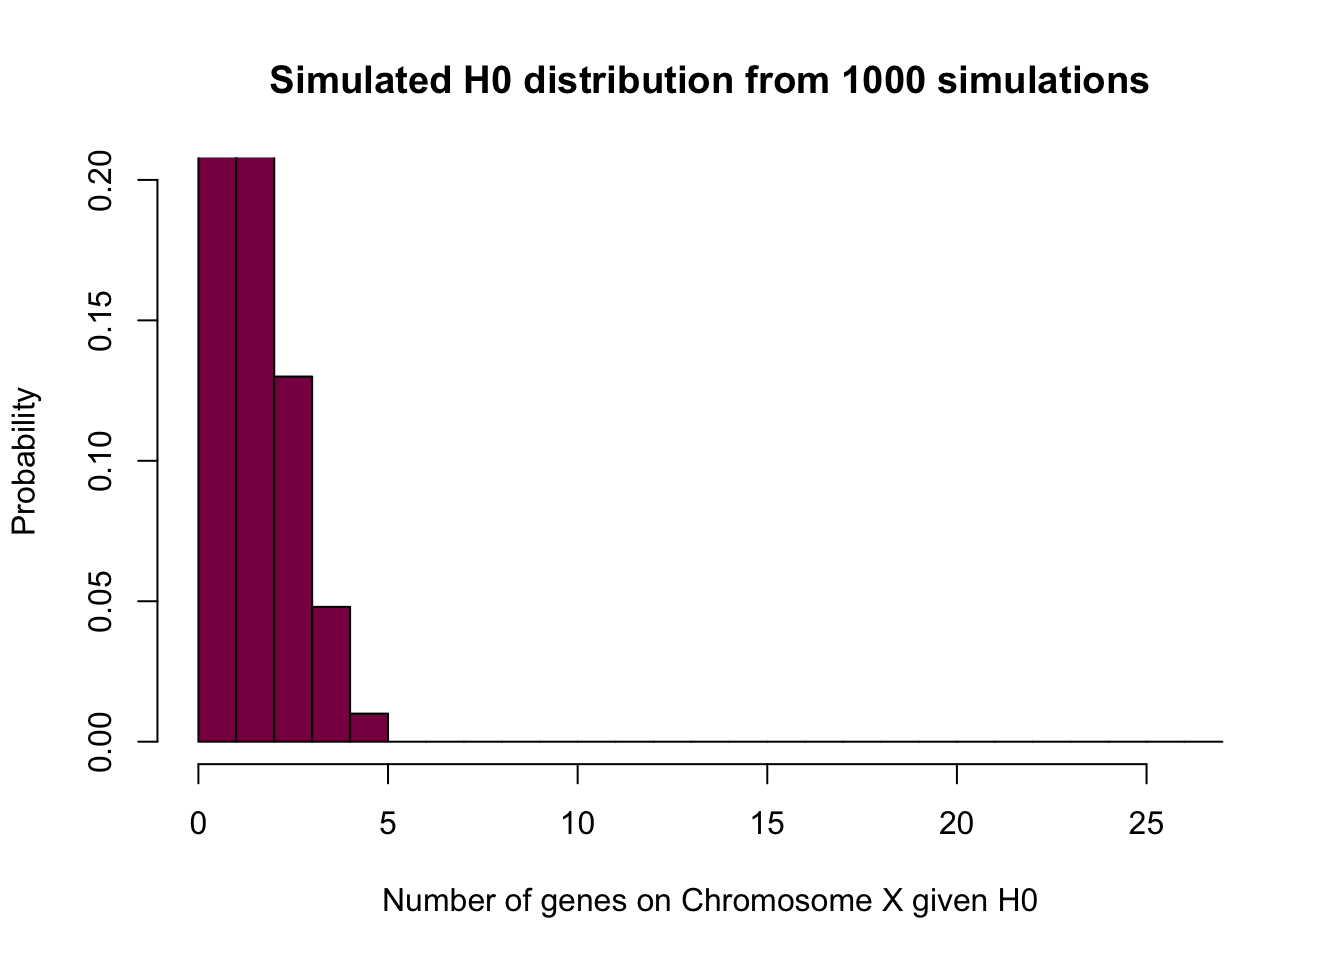 Simulated H0 distribution from 1000 simulations
Probability
0.20
0.15
0.10
0.05
0.00
0 5 10 15 20 25
Number of genes on Chromosome X given H0